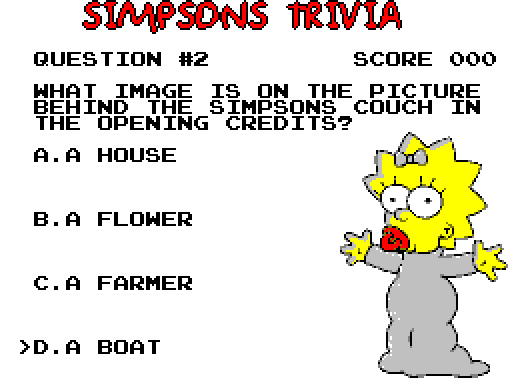 SIMPSONS TRIVIA
QUESTION #2 SCORE 000
WHAT IMAGE IS ON THE PICTURE
BEHIND THE SIMPSONS COUCH IN
THE OPENING CREDITS?
A.A HOUSE
B.A FLOWER
C.A FARMER
>D.A BOAT